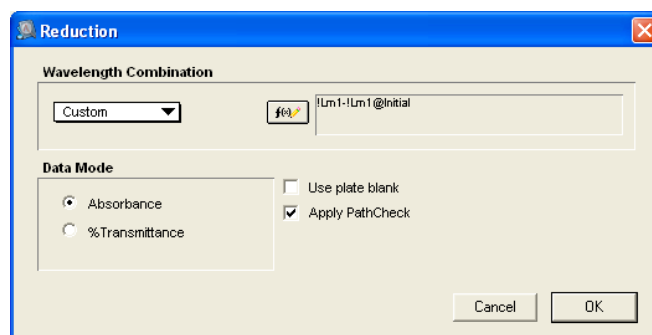 Reduction
Wavelength Combination
Custom
f(x)
!Lm1-!Lm1@Initial
Data Mode
Absorbance
%Transmittance
Use plate blank
Apply PathCheck
Cancel
OK